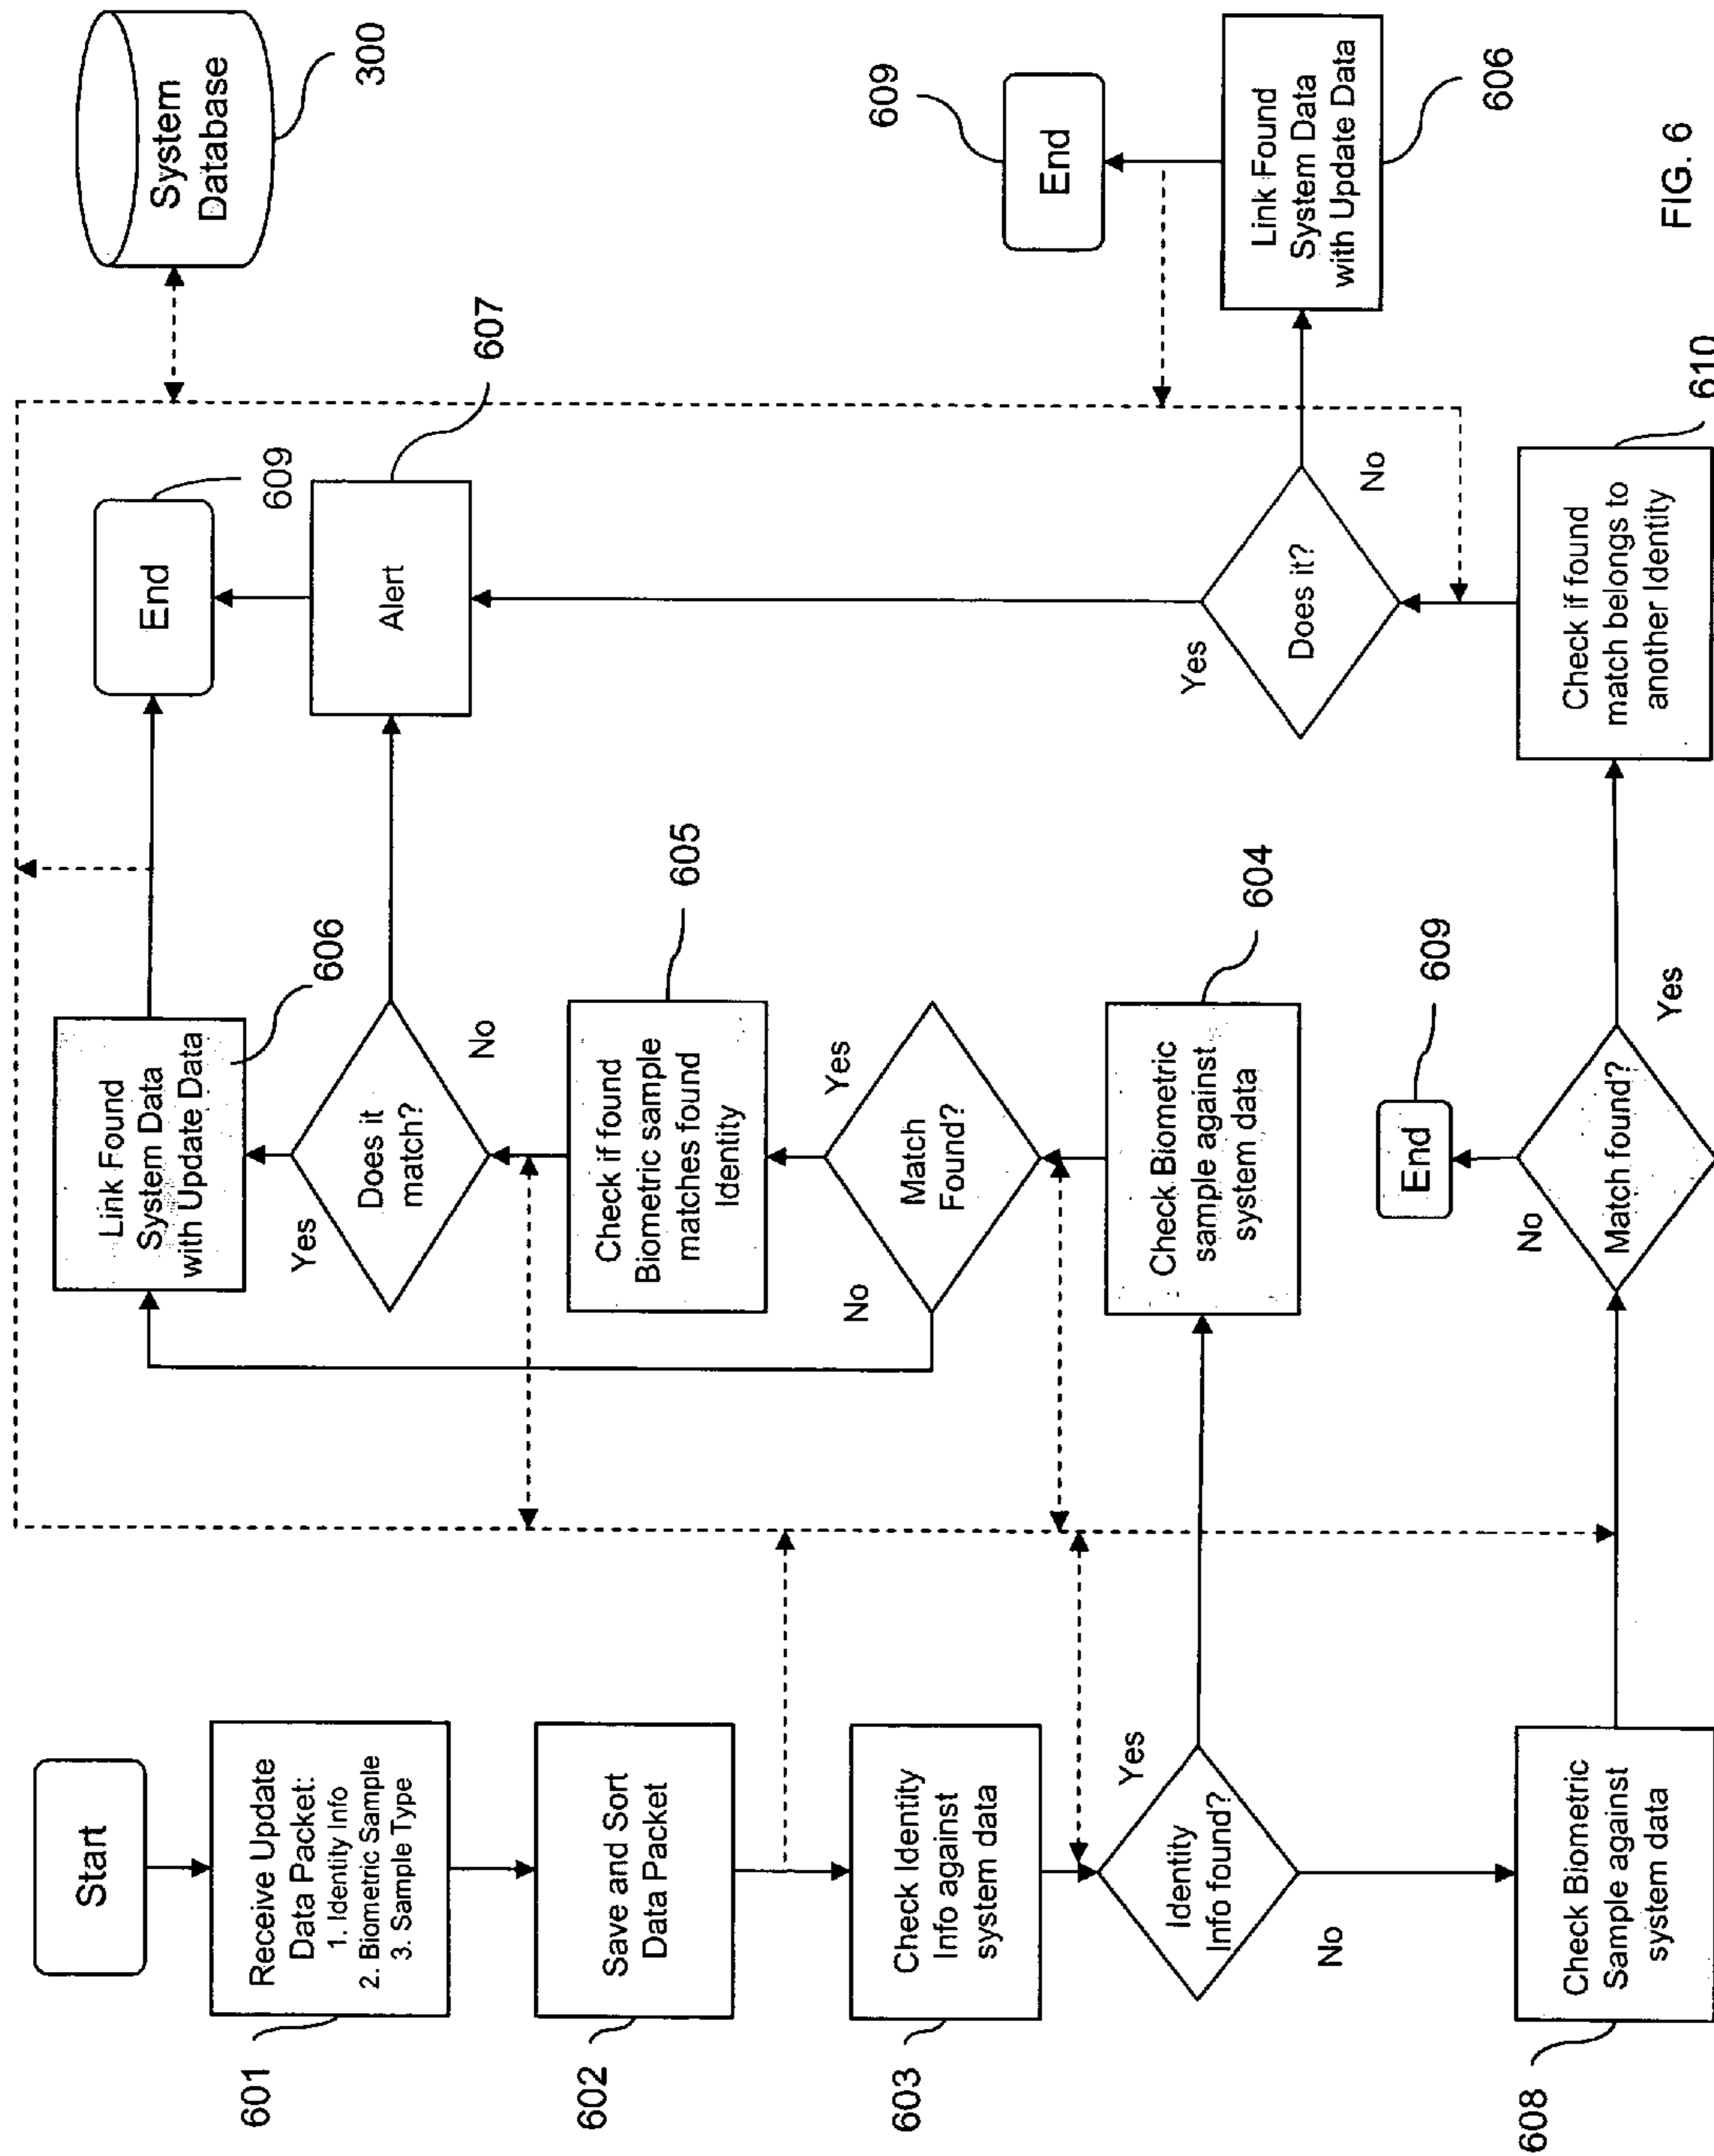 Start
Receive Update
Data Packet:
1. Identity Info
2. Biometric Sample
3. Sample Type
601
Save and Sort
Data Packet
602
Check Identity
Info against
system data
603
Identity
Info found?
Yes
No
Check Biometric
Sample against
system data
608
Link Found
System Data
with Update Data
606
Yes
Does it
match?
No
Check if found
Biometric sample
matches found
Identity
605
Yes
Match
Found?
No
Check Biometric
sample against
system data
604
End
609
No
Match found?
Yes
End
609
Alert
607
Yes
Does it?
No
Check if found
match belongs to
another Identity
610
System
Database
300
609
End
Link Found
System Data
with Update Data
606
FIG. 6